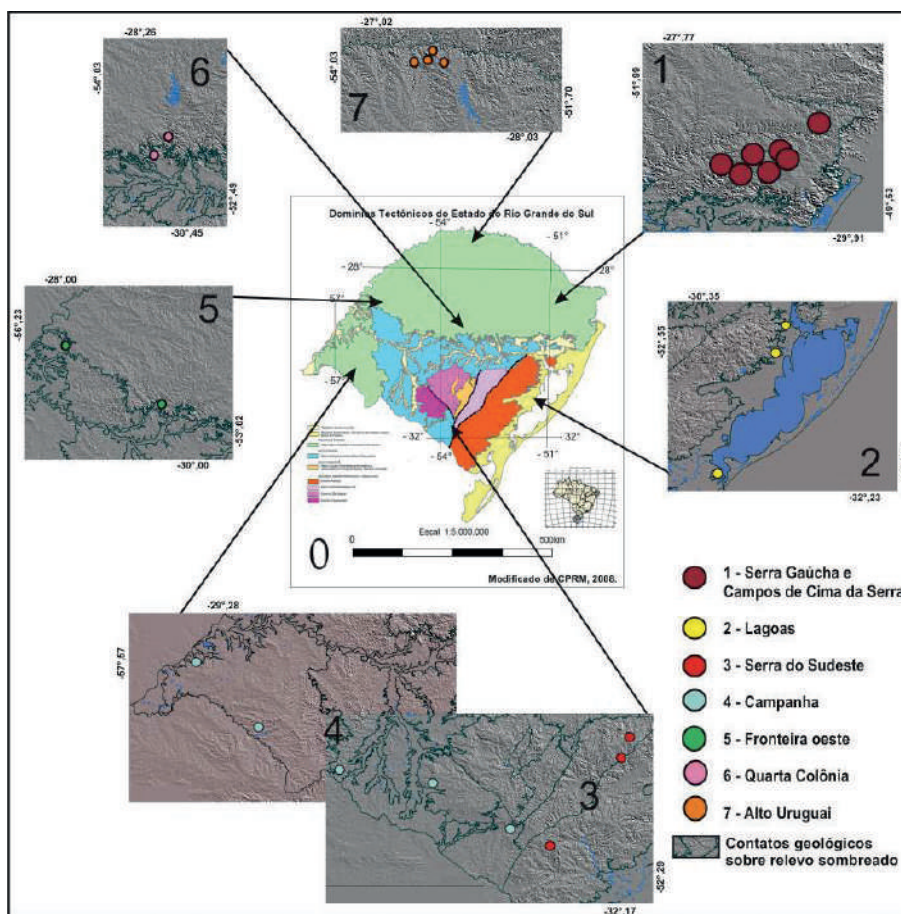 -28°,26
-54°,03
6
-52°,49
-30°,45
-27°,02
-54°,03
7
-51°,70
-28°,03
-27°,77
-51°,99
1
-49°,53
-29°,91
-28°,00
-56°,23
5
-53°,62
-30°,00
Domínios Tectônicos do Estado do Rio Grande do Sul
-54°
-51°
-28°
28°
-57°
-32°
-54°
-32°
-51°
Escal 1:5.000,000
0
500km
0
Modificado de CPRM, 2006.
-30°,35
-52°,55
2
-32°,23
-29°,28
-57°,57
4
3
-52°,29
-32°,17
1 - Serra Gaúcha e
Campos de Cima da Serra
2 - Lagoas
3 - Serra do Sudeste
4 - Campanha
5 - Fronteira oeste
6 - Quarta Colônia
7 - Alto Uruguai
Contatos geológicos
sobre relevo sombreado